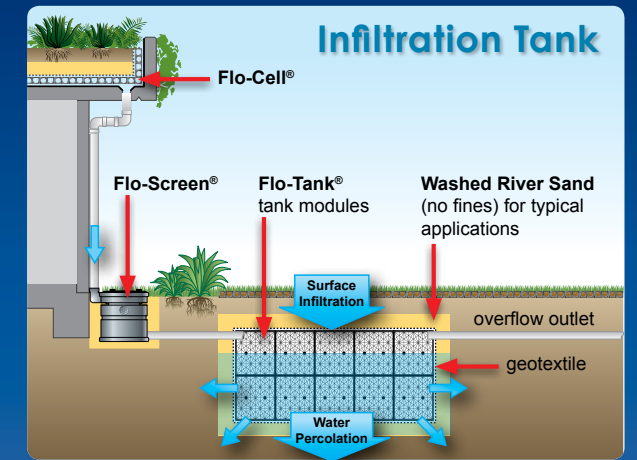 Infiltration Tank
Flo-Cell®
Flo-Screen®
Flo-Tank®
tank modules
Washed River Sand
(no fines) for typical
applications
Surface
Infiltration
overflow outlet
geotextile
Water
Percolation